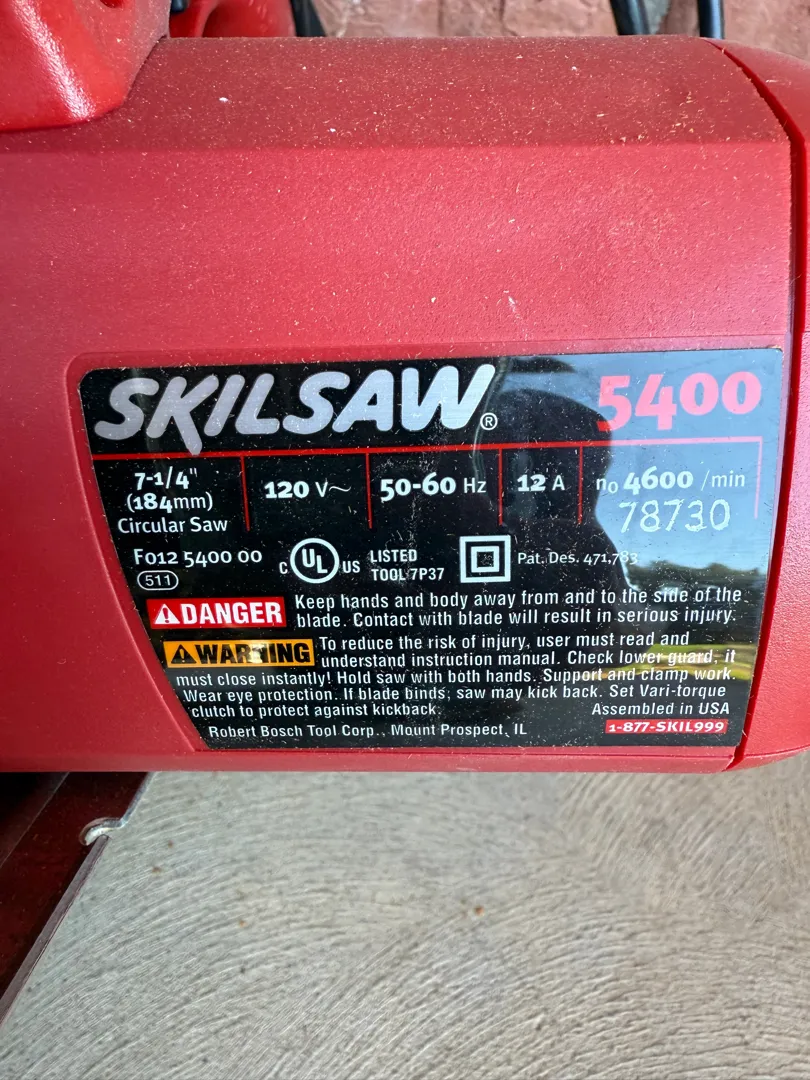 SKILSAW® 5400
7-1/4"
(184mm)
Circular Saw
120 V~
50-60 Hz
12 A
n₀ 4600 /min
78730
F012 5400 00
511
C UL US LISTED
TOOL 7P37
Pat. Des. 471,783
DANGER Keep hands and body away from and to the side of the
blade. Contact with blade will result in serious injury.
WARNING To reduce the risk of injury, user must read and
understand instruction manual. Check lower guard, it
must close instantly! Hold saw with both hands. Support and clamp work.
Wear eye protection. If blade binds, saw may kick back. Set Vari-torque
clutch to protect against kickback.
Assembled in USA
Robert Bosch Tool Corp., Mount Prospect, IL
1-877-SKIL999